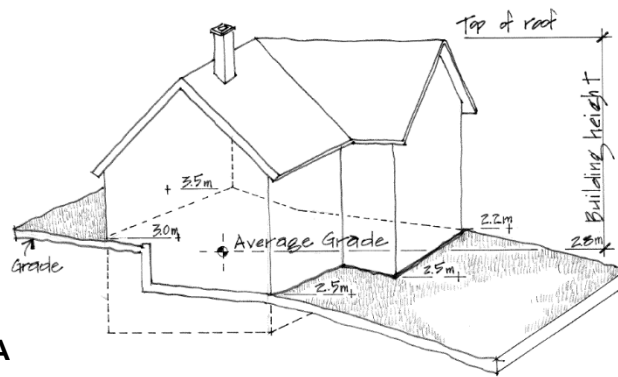 Top of roof
Building height
3.5m
2.2m
3.0m
Average Grade
2.8m
Grade
2.5m
2.5m
A